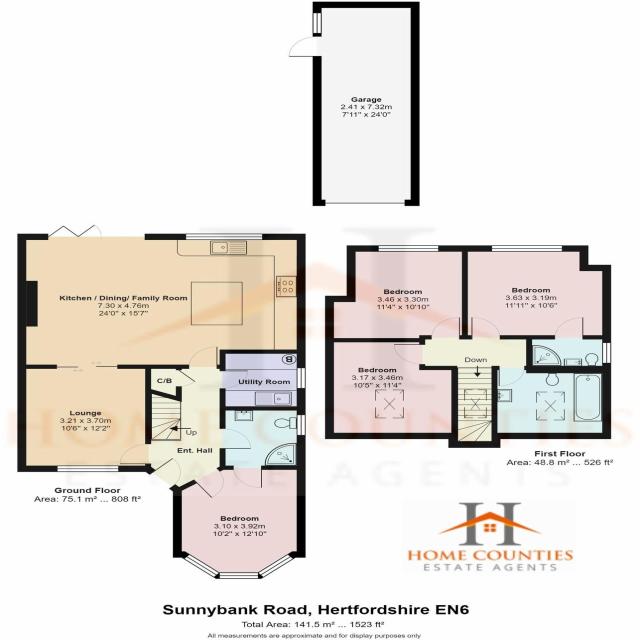 Garage
2.41 x 7.32m
7'11" x 24'0"
Kitchen / Dining/ Family Room
7.30 x 4.76m
24'0" x 15'7"
Bedroom
3.46 x 3.30m
11'4" x 10'10"
Bedroom
3.63 x 3.19m
11'11" x 10'6"
B
C/B
Utility Room
Down
Bedroom
3.17 x 3.46m
10'5" x 11'4"
Lounge
3.21 x 3.70m
10'6" x 12'2"
Up
Ent. Hall
HOME COUNTIES
ESTATE AGENTS
First Floor
Area: 48.8 m² ... 526 ft²
Ground Floor
Area: 75.1 m² ... 808 ft²
Bedroom
3.10 x 3.92m
10'2" x 12'10"
H
HOME COUNTIES
ESTATE AGENTS
Sunnybank Road, Hertfordshire EN6
Total Area: 141.5 m² ... 1523 ft²
All measurements are approximate and for display purposes only